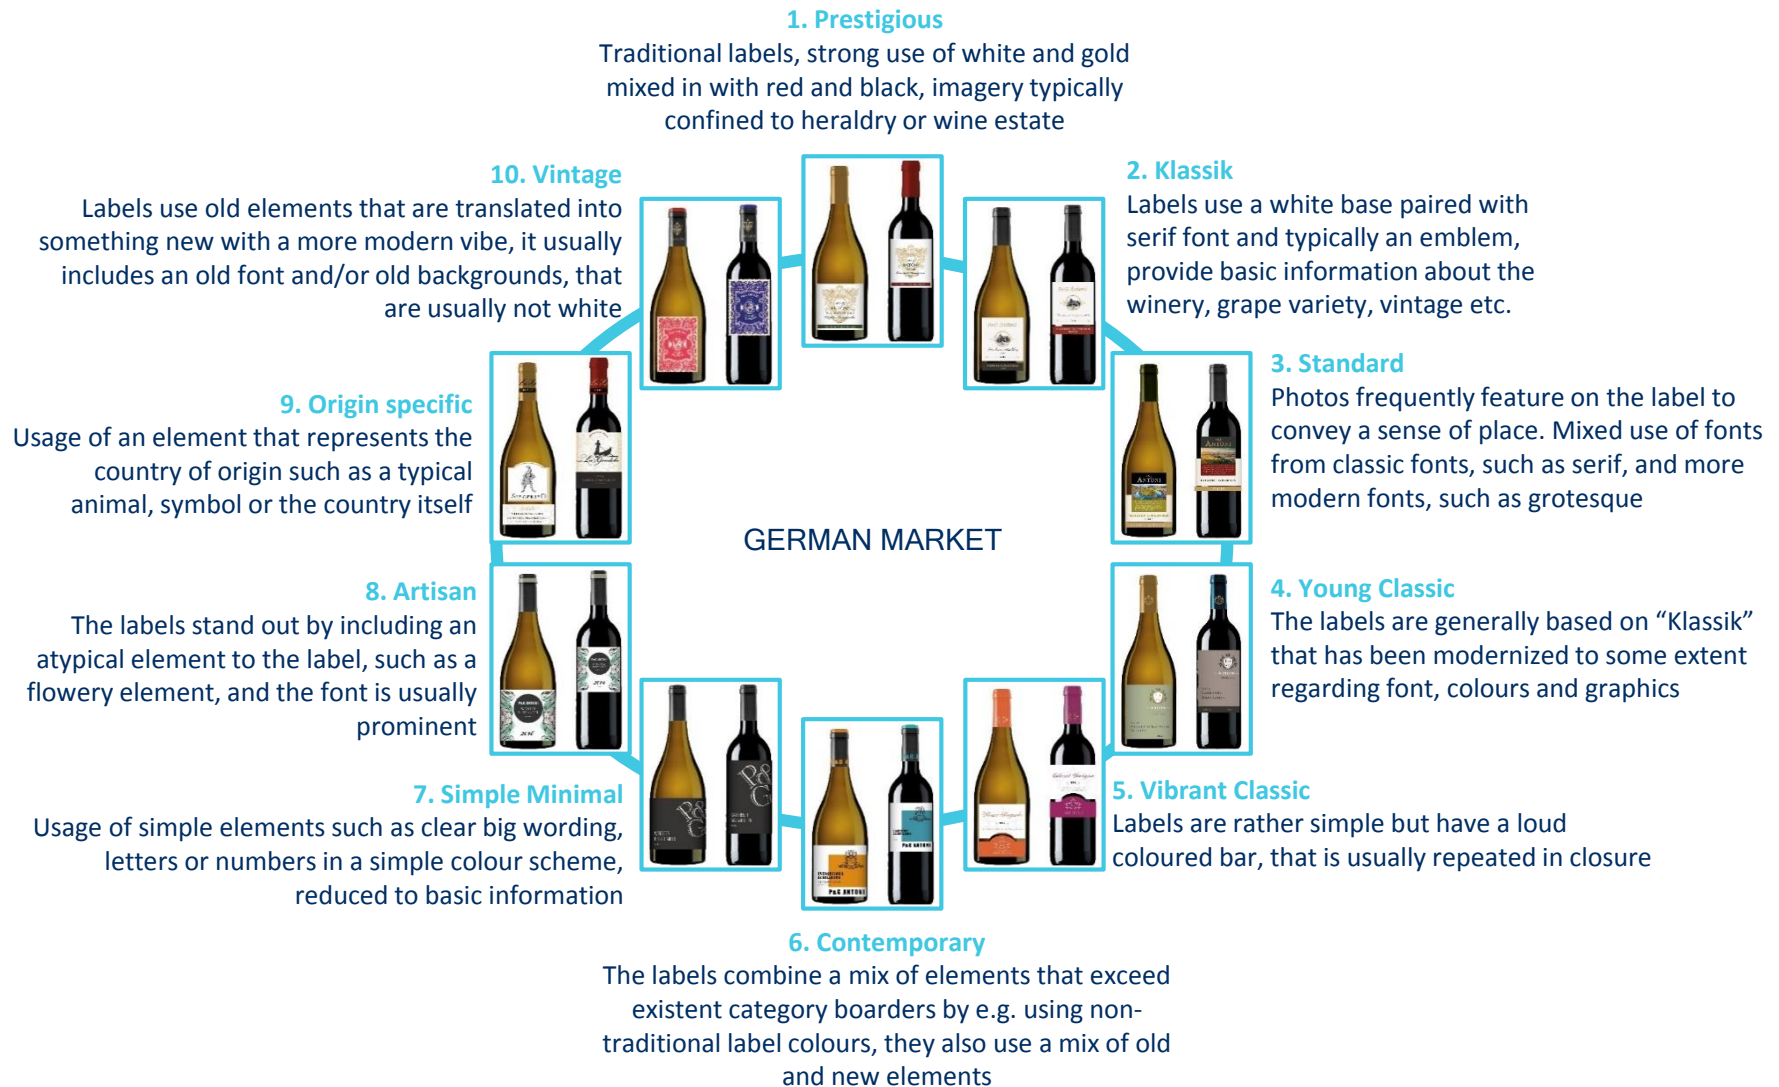 1. Prestigious
Traditional labels, strong use of white and gold
mixed in with red and black, imagery typically
confined to heraldry or wine estate
2. Klassik
Labels use a white base paired with
serif font and typically an emblem,
provide basic information about the
winery, grape variety, vintage etc.
3. Standard
Photos frequently feature on the label to
convey a sense of place. Mixed use of fonts
from classic fonts, such as serif, and more
modern fonts, such as grotesque
4. Young Classic
The labels are generally based on “Klassik”
that has been modernized to some extent
regarding font, colours and graphics
5. Vibrant Classic
Labels are rather simple but have a loud
coloured bar, that is usually repeated in closure
6. Contemporary
The labels combine a mix of elements that exceed
existent category boarders by e.g. using non-
traditional label colours, they also use a mix of old
and new elements
7. Simple Minimal
Usage of simple elements such as clear big wording,
letters or numbers in a simple colour scheme,
reduced to basic information
8. Artisan
The labels stand out by including an
atypical element to the label, such as a
flowery element, and the font is usually
prominent
9. Origin specific
Usage of an element that represents the
country of origin such as a typical
animal, symbol or the country itself
10. Vintage
Labels use old elements that are translated into
something new with a more modern vibe, it usually
includes an old font and/or old backgrounds, that
are usually not white
GERMAN MARKET
ANTONI
ANTONI
P&G ANTONI
P&G ANTONI
P&G
P&G
2016